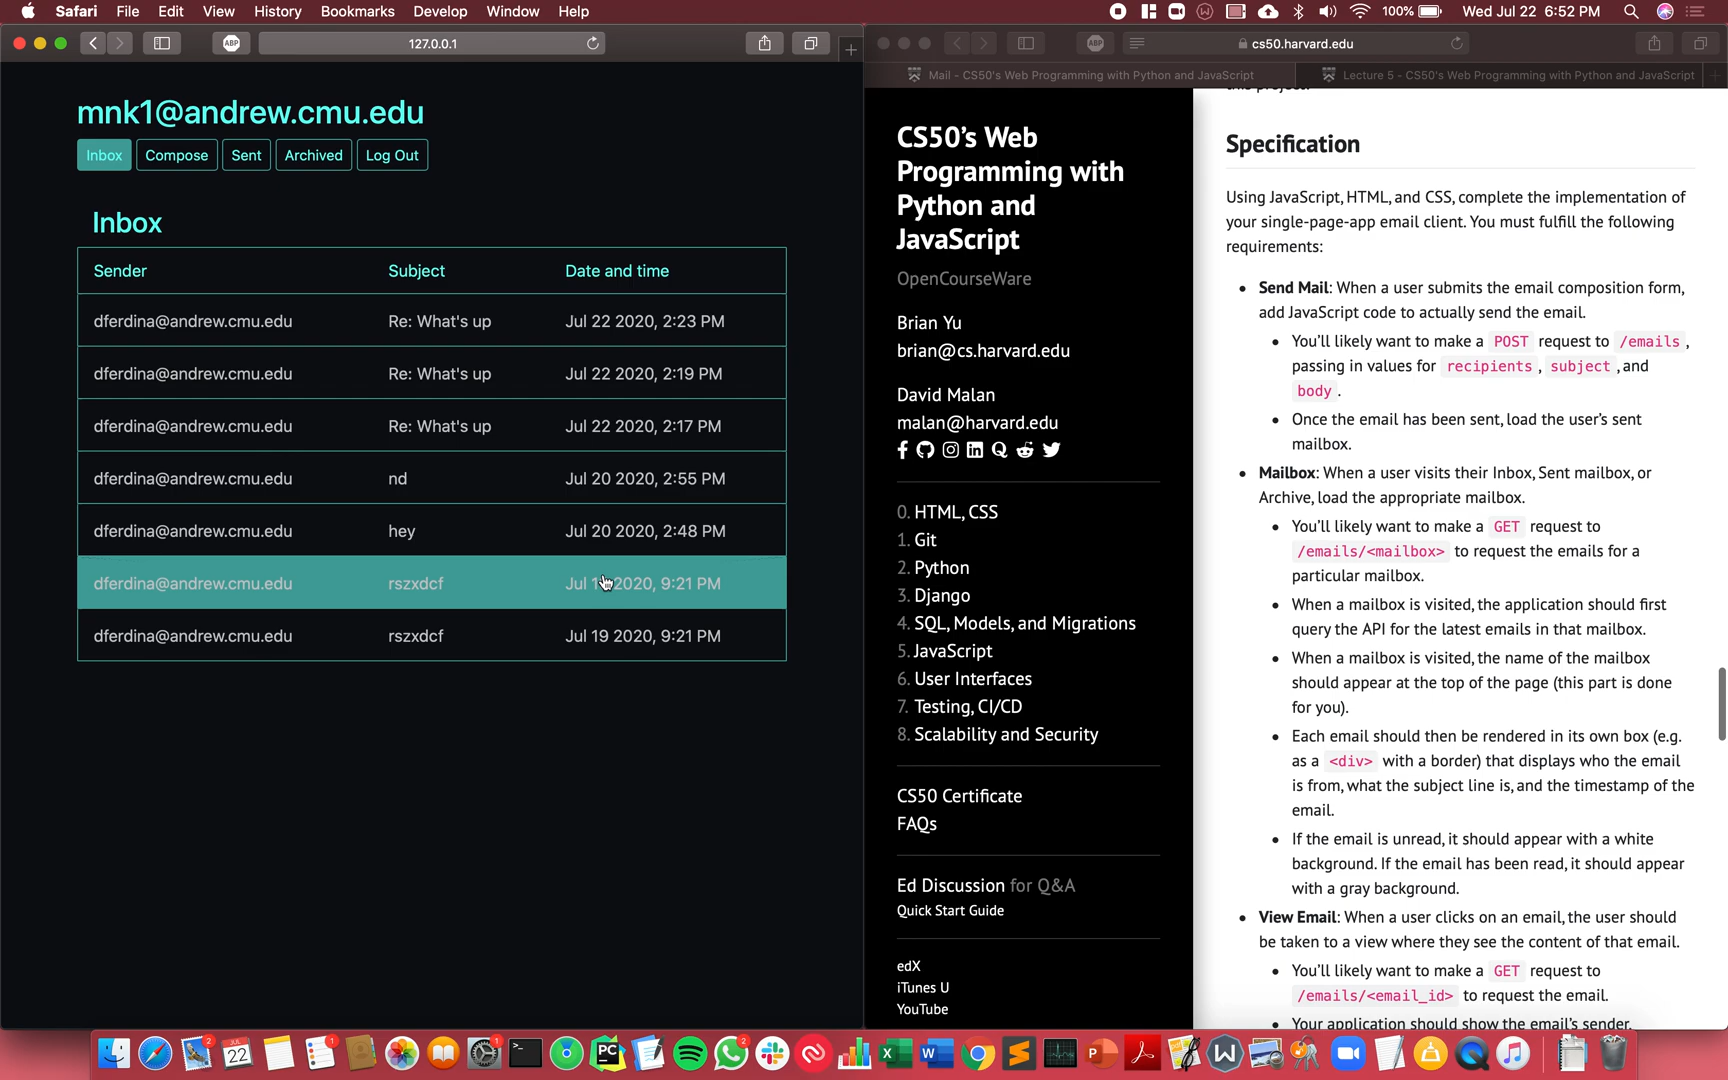 Safari File Edit View History Bookmarks Develop Window Help 100% Wed Jul 22 6:52 PM
ABP 127.0.0.1
mnk1@andrew.cmu.edu
Inbox Compose Sent Archived Log Out
Inbox
Sender Subject Date and time
dferdina@andrew.cmu.edu Re: What's up Jul 22 2020, 2:23 PM
dferdina@andrew.cmu.edu Re: What's up Jul 22 2020, 2:19 PM
dferdina@andrew.cmu.edu Re: What's up Jul 22 2020, 2:17 PM
dferdina@andrew.cmu.edu nd Jul 20 2020, 2:55 PM
dferdina@andrew.cmu.edu hey Jul 20 2020, 2:48 PM
dferdina@andrew.cmu.edu rszxdcf Jul 2020, 9:21 PM
dferdina@andrew.cmu.edu rszxdcf Jul 19 2020, 9:21 PM
ABP cs50.harvard.edu
Mail - CS50's Web Programming with Python and JavaScript Lecture 5 - CS50's Web Programming with Python and JavaScript
CS50's Web
Programming with
Python and
JavaScript
OpenCourseWare
Brian Yu
brian@cs.harvard.edu
David Malan
malan@harvard.edu
0. HTML, CSS
1. Git
2. Python
3. Django
4. SQL, Models, and Migrations
5. JavaScript
6. User Interfaces
7. Testing, CI/CD
8. Scalability and Security
CS50 Certificate
FAQs
Ed Discussion for Q&A
Quick Start Guide
edX
iTunes U
YouTube
this project.
Specification
Using JavaScript, HTML, and CSS, complete the implementation of
your single-page-app email client. You must fulfill the following
requirements:
• Send Mail: When a user submits the email composition form,
add JavaScript code to actually send the email.
• You'll likely want to make a POST request to /emails ,
passing in values for recipients , subject , and
body .
• Once the email has been sent, load the user's sent
mailbox.
• Mailbox: When a user visits their Inbox, Sent mailbox, or
Archive, load the appropriate mailbox.
• You'll likely want to make a GET request to
/emails/<mailbox> to request the emails for a
particular mailbox.
• When a mailbox is visited, the application should first
query the API for the latest emails in that mailbox.
• When a mailbox is visited, the name of the mailbox
should appear at the top of the page (this part is done
for you).
• Each email should then be rendered in its own box (e.g.
as a <div> with a border) that displays who the email
is from, what the subject line is, and the timestamp of the
email.
• If the email is unread, it should appear with a white
background. If the email has been read, it should appear
with a gray background.
• View Email: When a user clicks on an email, the user should
be taken to a view where they see the content of that email.
• You'll likely want to make a GET request to
/emails/<email_id> to request the email.
• Your application should show the email's sender,